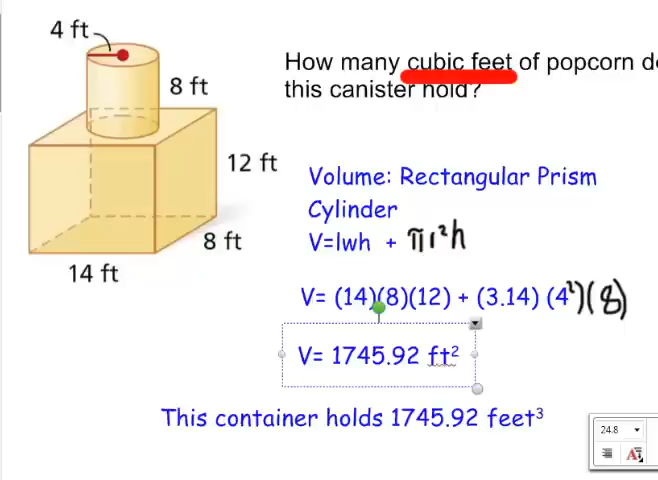 4 ft
How many cubic feet of popcorn
this canister hold?
8 ft
12 ft
8 ft
14 ft
Volume: Rectangular Prism
Cylinder
V=lwh + πr²h
V= (14)(8)(12) + (3.14) (4²)(8)
V= 1745.92 ft²
This container holds 1745.92 feet³
24.8